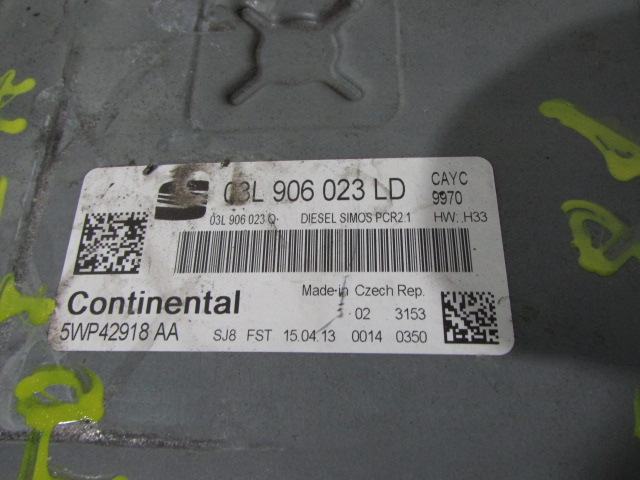 03L 906 023 LD
CAYC
9970
03L 906 023 Q
DIESEL SIMOS PCR2.1
HW: H33
Continental
Made-in Czech Rep.
02 3153
5WP42918 AA
SJ8 FST 15.04.13 0014 0350